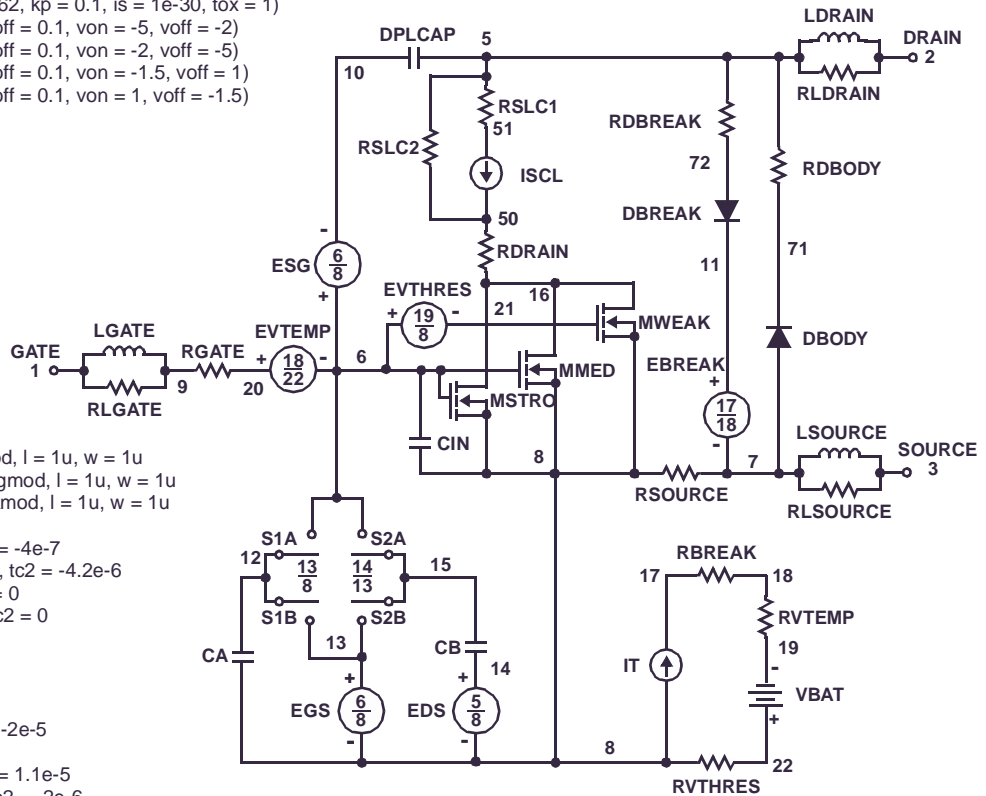 62, kp = 0.1, is = 1e-30, tox = 1)
off = 0.1, von = -5, voff = -2)
off = 0.1, von = -2, voff = -5)
off = 0.1, von = -1.5, voff = 1)
off = 0.1, von = 1, voff = -1.5)
DPLCAP
5
10
LDRAIN
DRAIN
2
RLDRAIN
RSLC1
51
RSLC2
ISCL
50
RDRAIN
RDBREAK
72
RDBODY
DBREAK
71
11
-
ESG
6
8
+
EVTHRES
+
19
8
-
21
16
MWEAK
LGATE
GATE
1
RLGATE
9
RGATE
20
EVTEMP
+
18
22
-
6
MMED
MSTRO
DBODY
EBREAK
+
17
18
-
CIN
8
RSOURCE
7
LSOURCE
SOURCE
3
RLSOURCE
od, l = 1u, w = 1u
gmod, l = 1u, w = 1u
kmod, l = 1u, w = 1u
= -4e-7
, tc2 = -4.2e-6
= 0
c2 = 0
-2e-5
= 1.1e-5
S1A
S2A
12
13
8
14
13
15
S1B
S2B
13
CA
CB
14
+
EGS
6
8
-
+
EDS
5
8
-
8
RBREAK
17
18
RVTEMP
19
IT
-
VBAT
+
22
RVTHRES